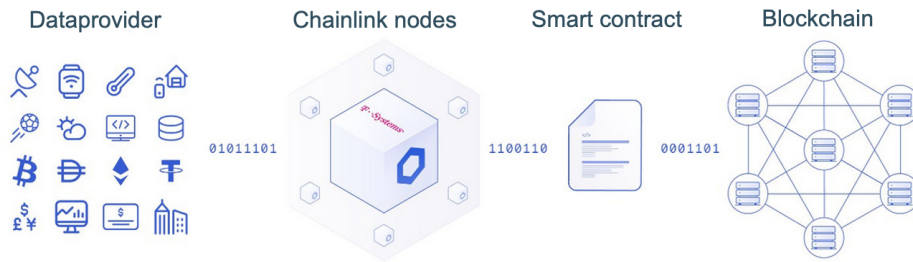 Dataprovider
Chainlink nodes
Smart contract
Blockchain
T··Systems·
01011101
1100110
0001101
</>
</>
$
£ ¥
$